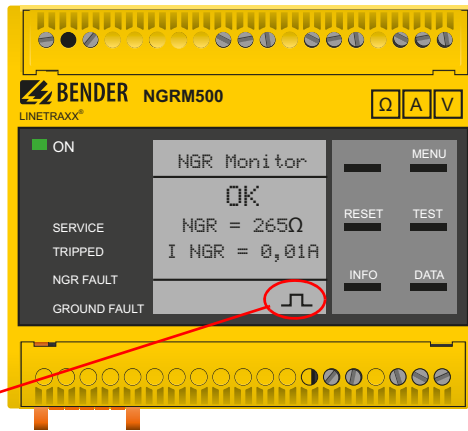 BENDER NGRM500
LINETRAXX®
Ω A V
ON
NGR Monitor
OK
NGR = 265Ω
I NGR = 0,01A
SERVICE
TRIPPED
NGR FAULT
GROUND FAULT
MENU
RESET TEST
INFO DATA